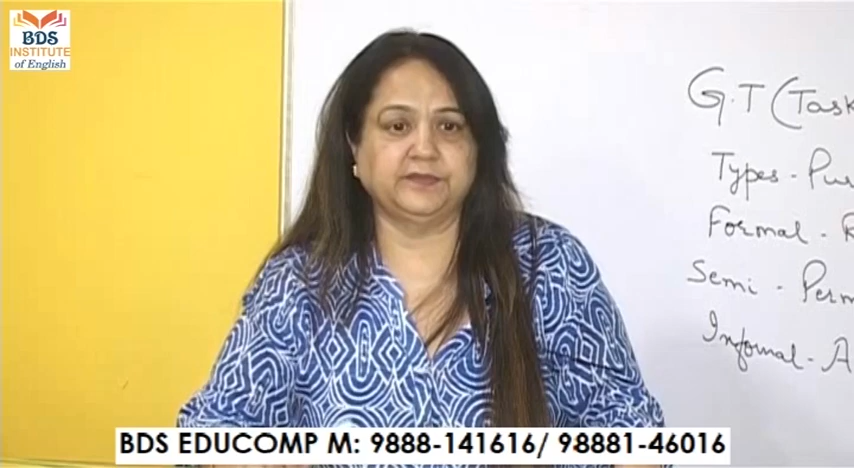 BDS
INSTITUTE
of English
G.T (Task
Types - Pur
Formal - R
Semi - Perm
Informal - A
BDS EDUCOMP M: 9888-141616/ 98881-46016